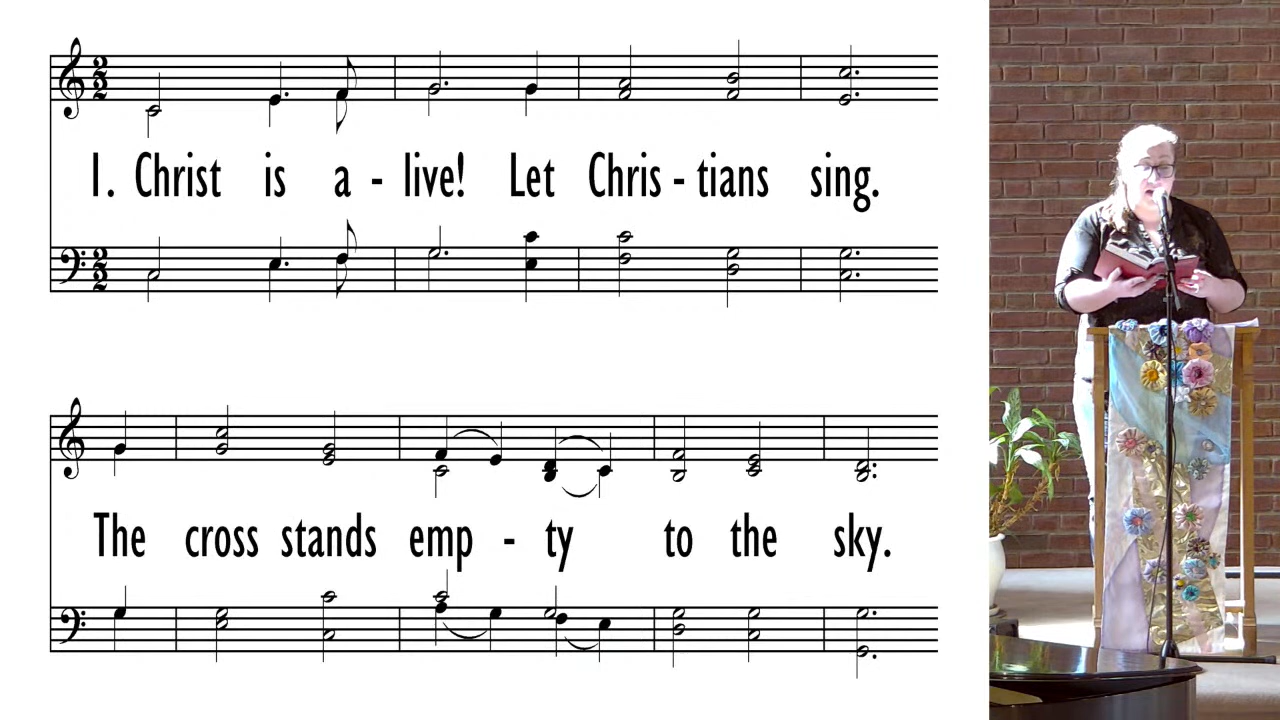 1. Christ is a - live! Let Chris - tians sing.
The cross stands emp - ty to the sky.